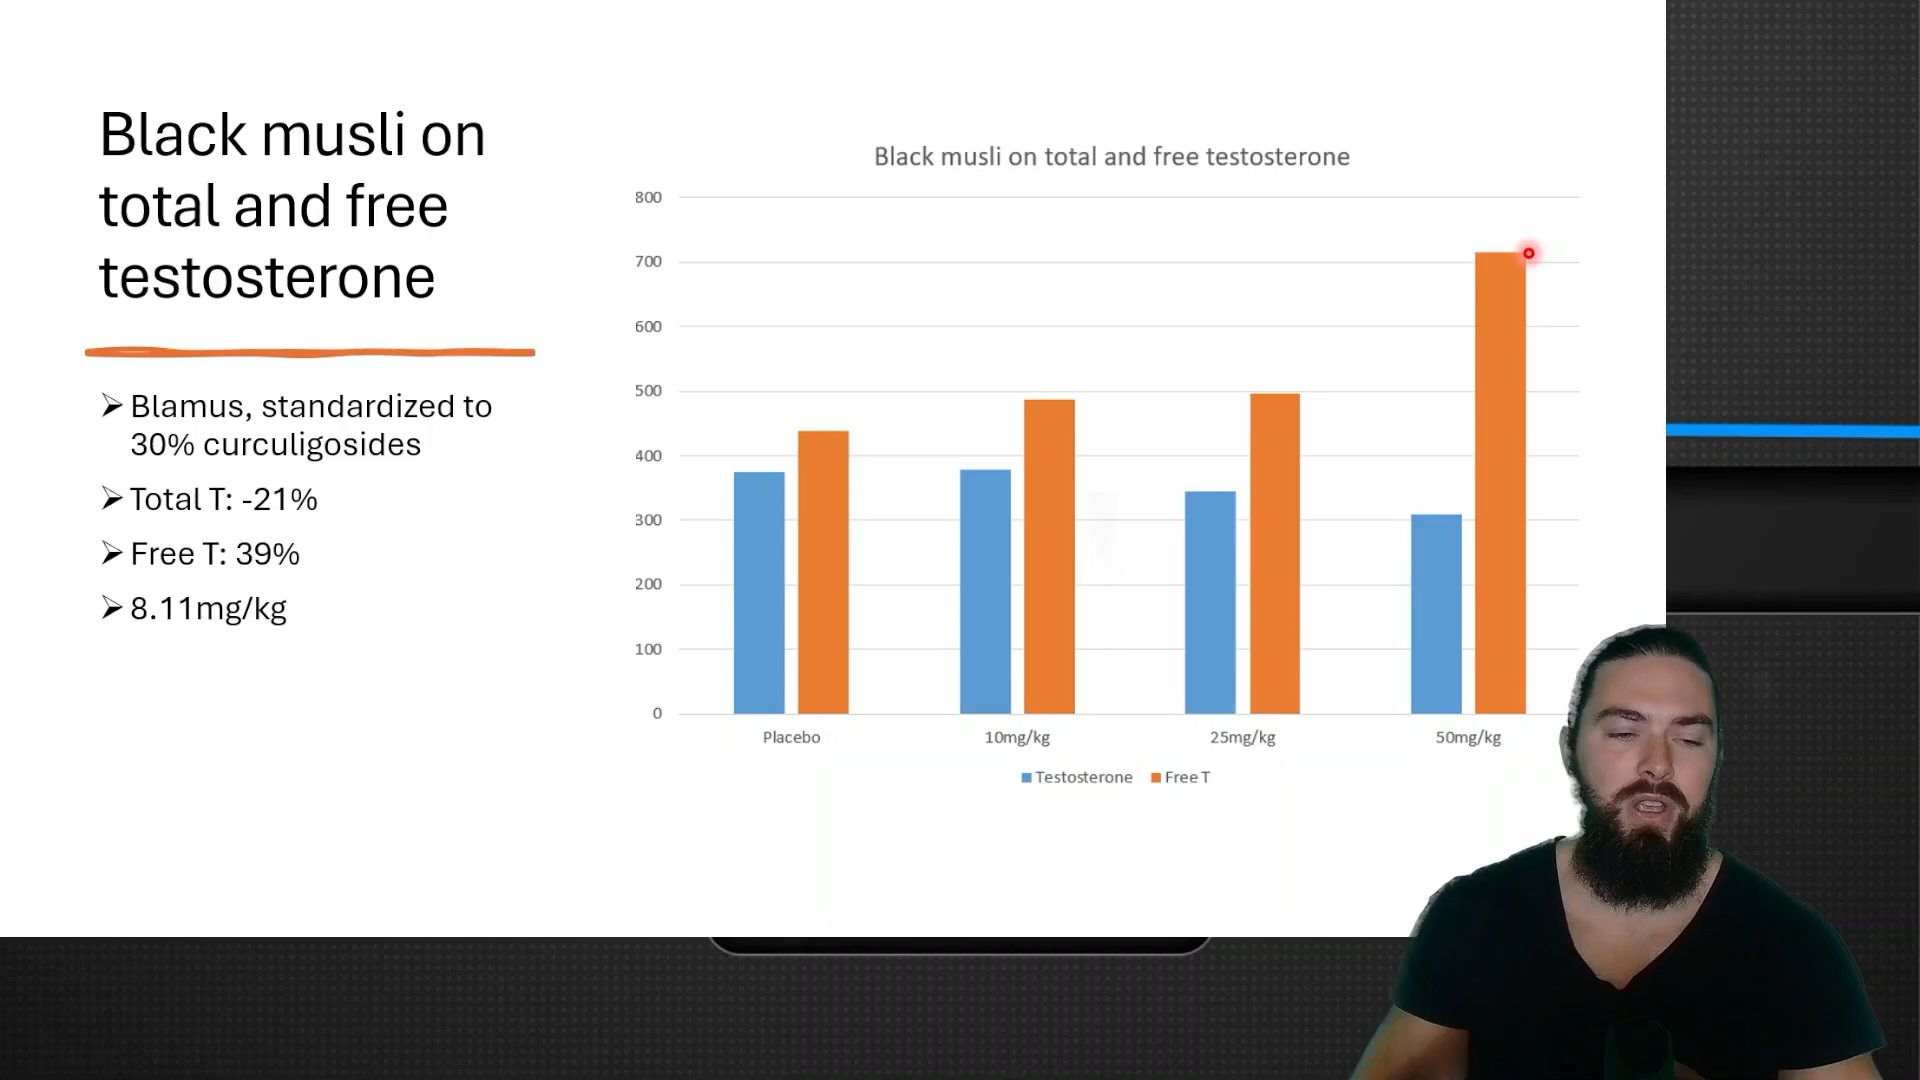 Black musli on
total and free
testosterone
➢ Blamus, standardized to
30% curculigosides
➢ Total T: -21%
➢ Free T: 39%
➢ 8.11mg/kg
Black musli on total and free testosterone
800
700
600
500
400
300
200
100
0
Placebo 10mg/kg 25mg/kg 50mg/kg
Testosterone Free T